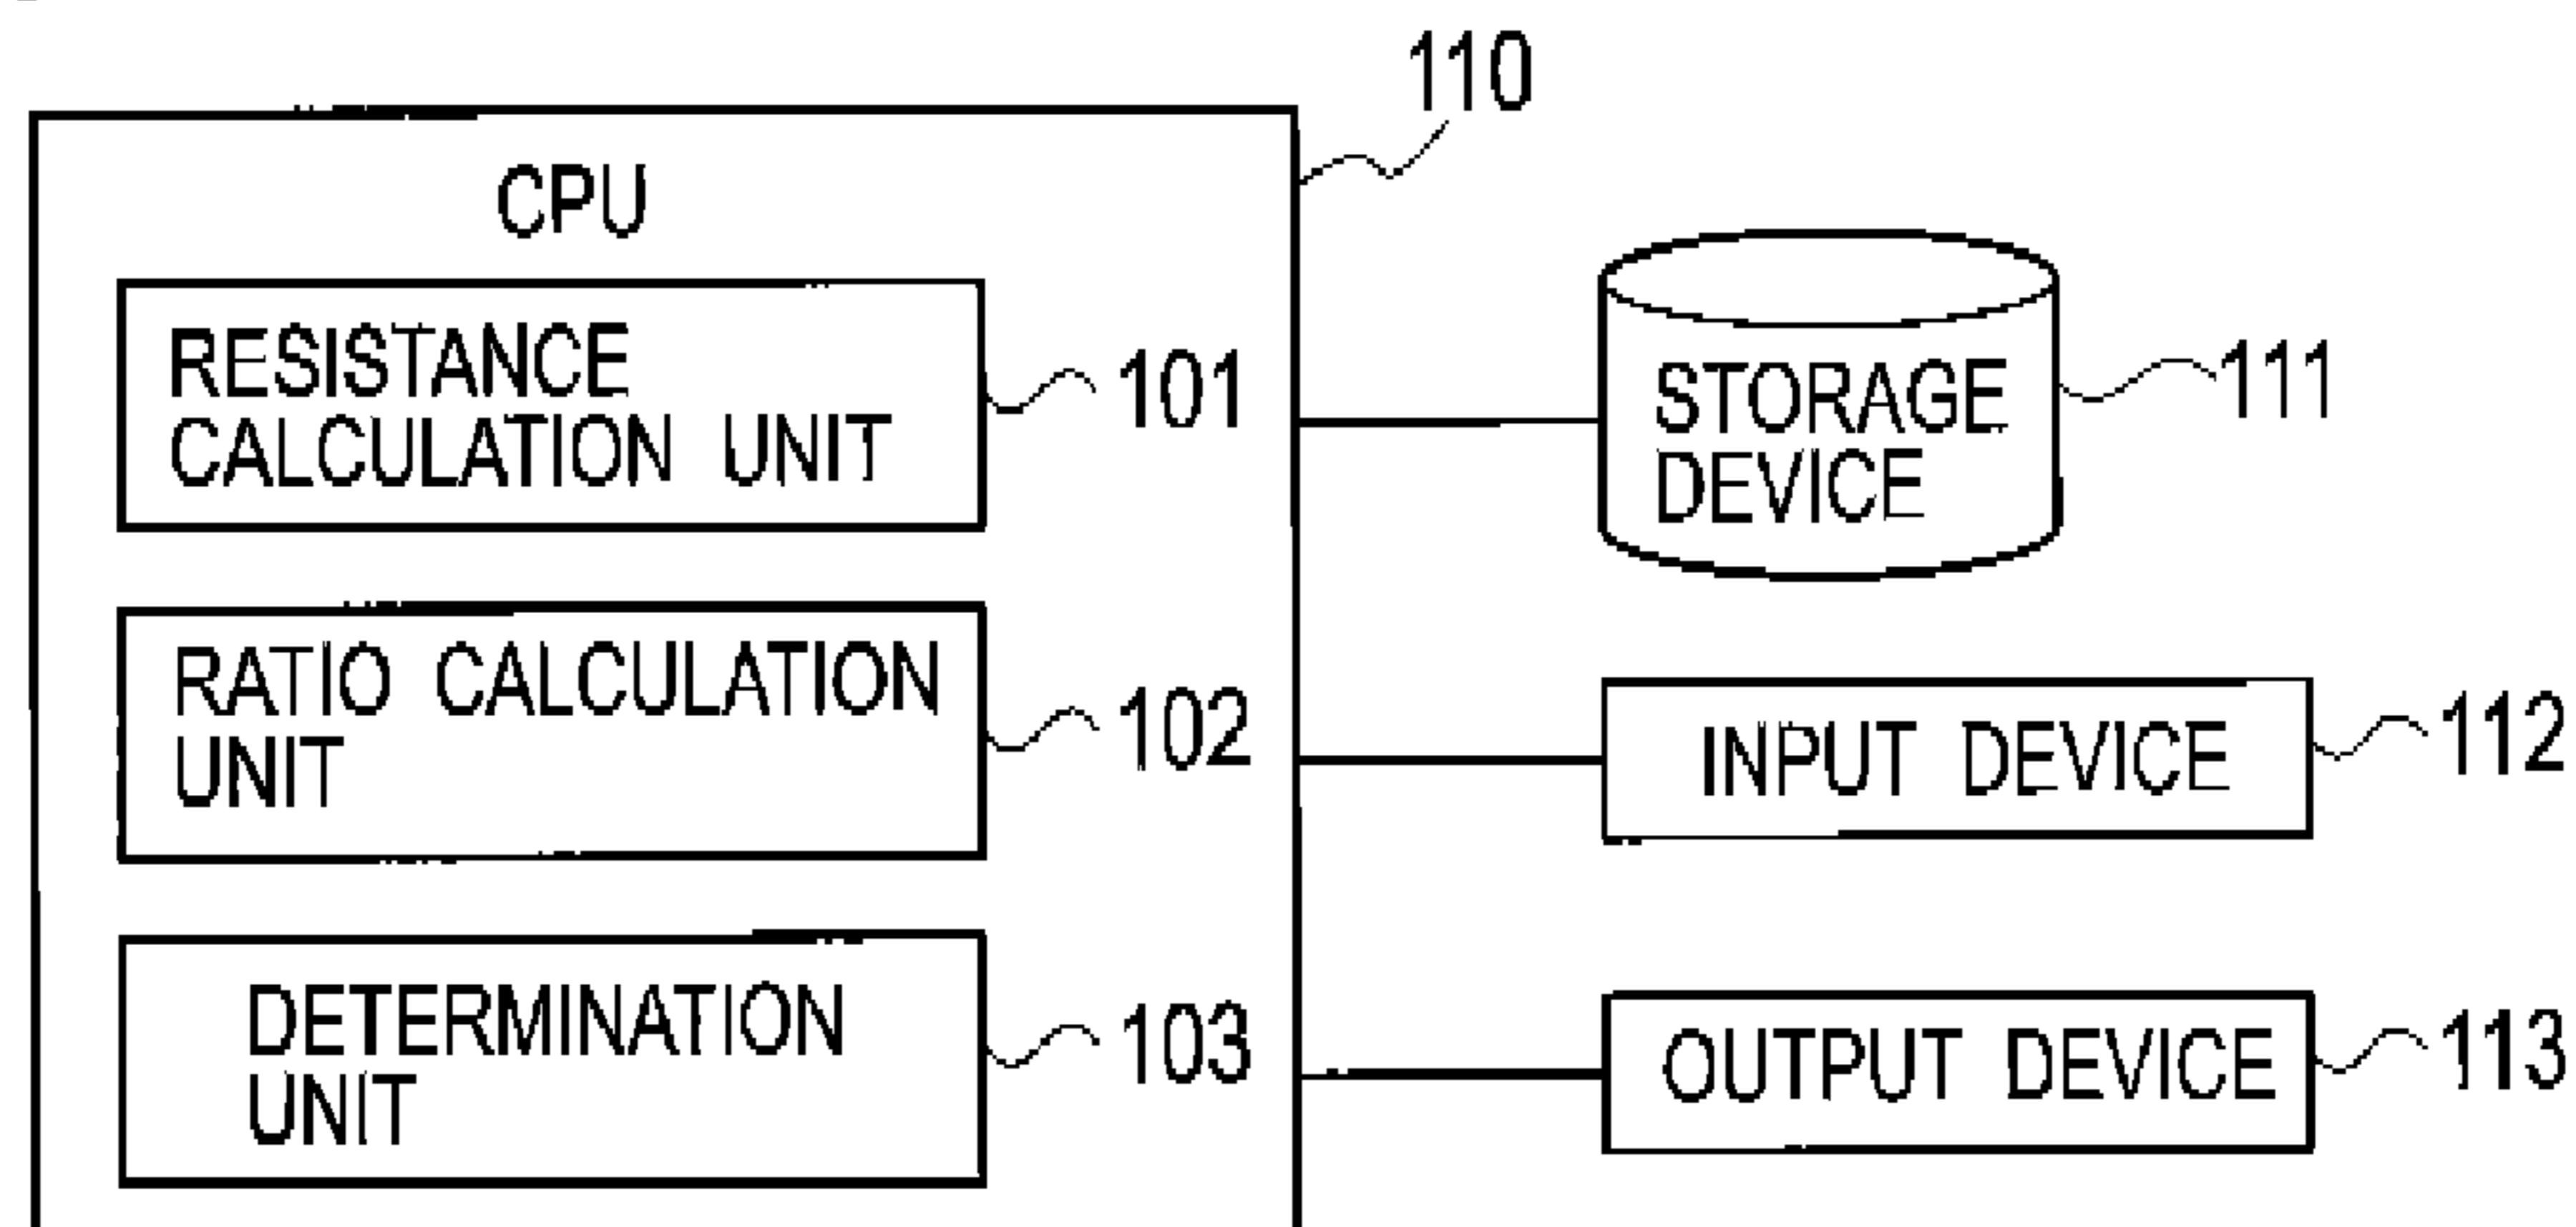 110
CPU
RESISTANCE
CALCULATION UNIT
101
RATIO CALCULATION
UNIT
102
DETERMINATION
UNIT
103
STORAGE
DEVICE
111
INPUT DEVICE
112
OUTPUT DEVICE
113